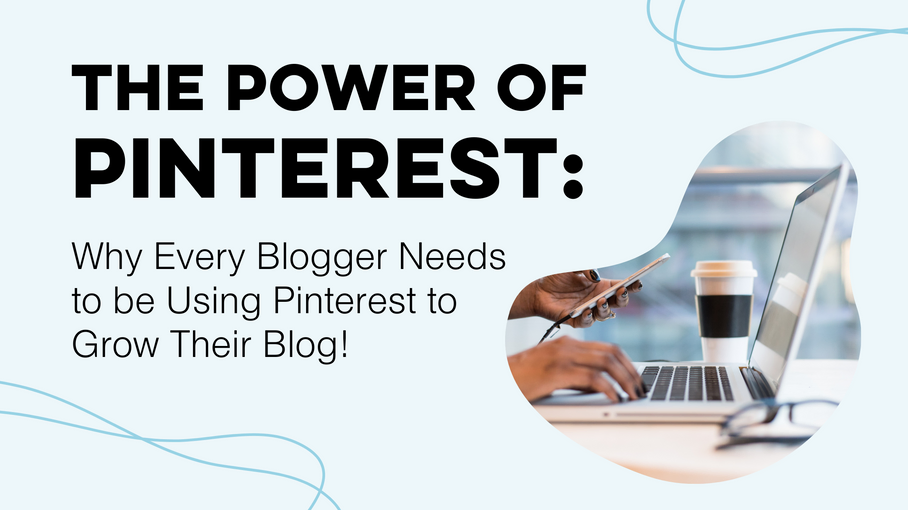 THE POWER OF
PINTEREST:
Why Every Blogger Needs
to be Using Pinterest to
Grow Their Blog!